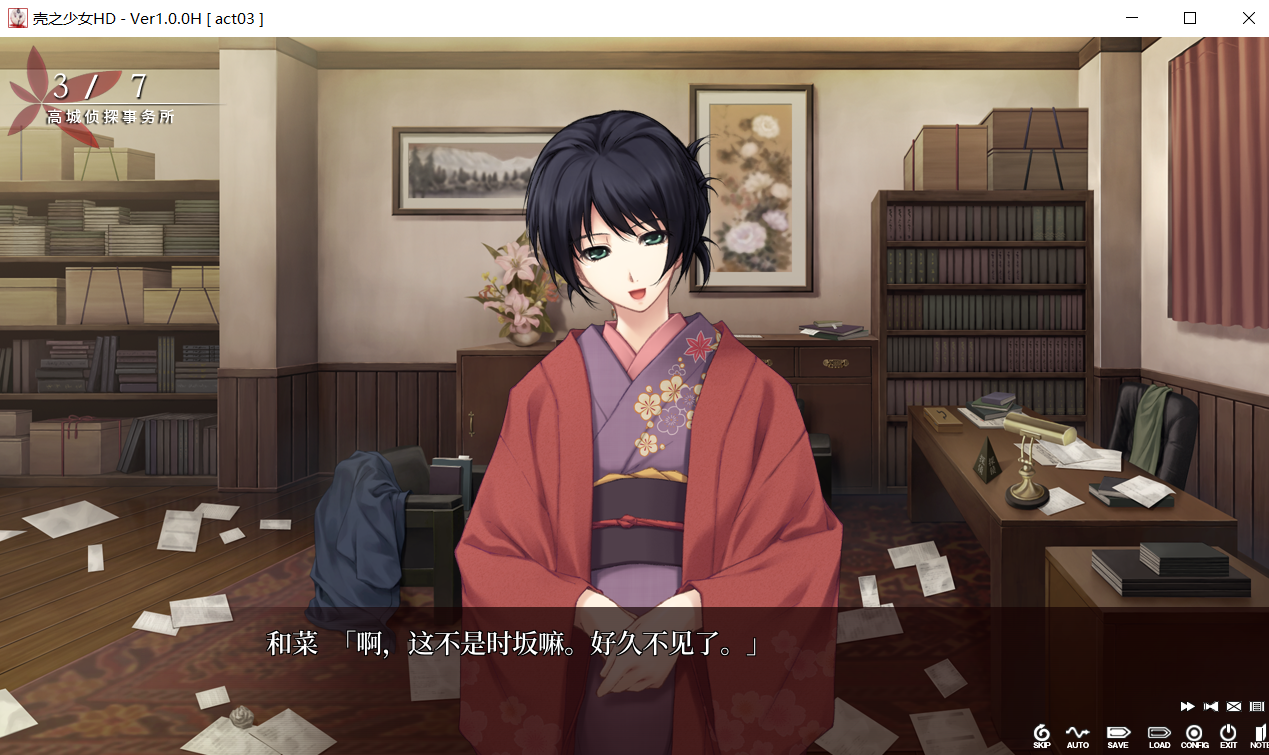 壳之少女HD - Ver1.0.0H [ act03 ]
3 / 7
高城侦探事务所
和菜 「啊，这不是时坂嘛。好久不见了。」
SKIP AUTO SAVE LOAD CONFIG EXIT NOTE